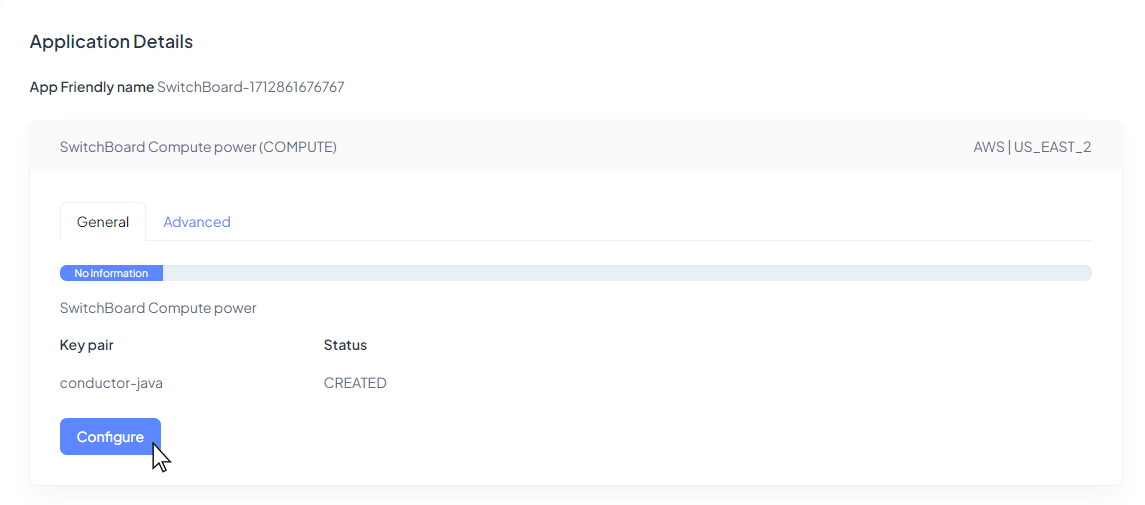 Application Details
App Friendly name SwitchBoard-1712861676767
SwitchBoard Compute power (COMPUTE) AWS | US_EAST_2
General Advanced
No information
SwitchBoard Compute power
Key pair Status
conductor-java CREATED
Configure